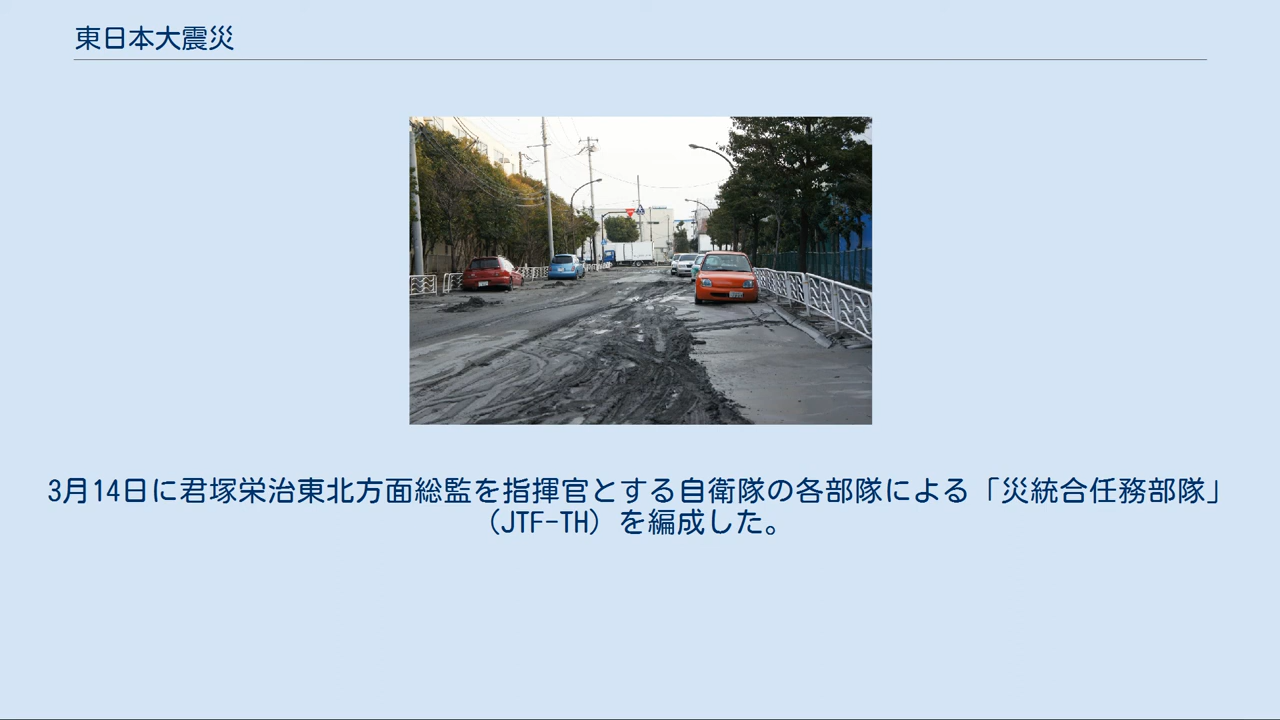 東日本大震災
3月14日に君塚栄治東北方面総監を指揮官とする自衛隊の各部隊による「災統合任務部隊」
（JTF-TH）を編成した。